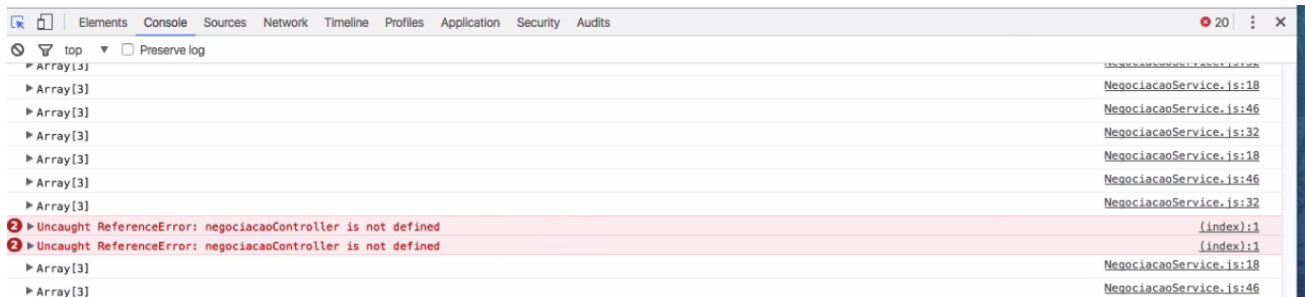 Elements Console Sources Network Timeline Profiles Application Security Audits 20
top Preserve log
Array[3] NegociacaoService.js:32
Array[3] NegociacaoService.js:18
Array[3] NegociacaoService.js:46
Array[3] NegociacaoService.js:32
Array[3] NegociacaoService.js:18
Array[3] NegociacaoService.js:46
Array[3] NegociacaoService.js:32
2 Uncaught ReferenceError: negociacaoController is not defined (index):1
2 Uncaught ReferenceError: negociacaoController is not defined (index):1
Array[3] NegociacaoService.js:18
Array[3] NegociacaoService.js:46